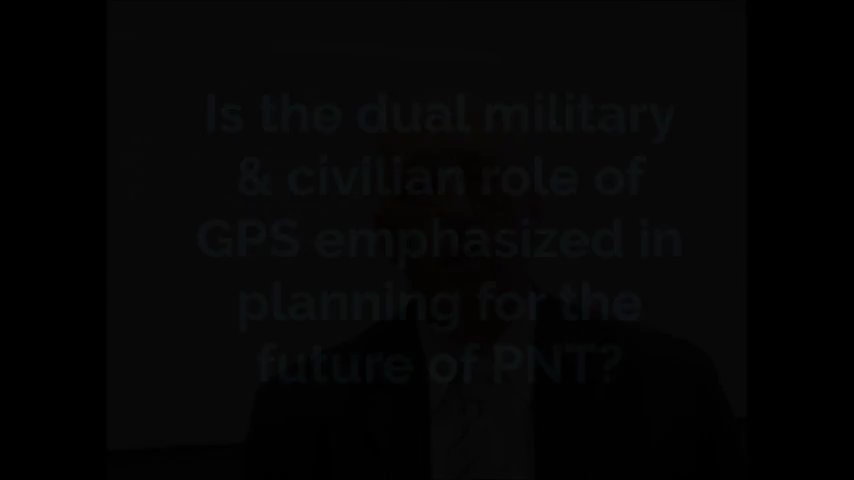 Is the dual military
& civilian role of
GPS emphasized in
planning for the
future of PNT?